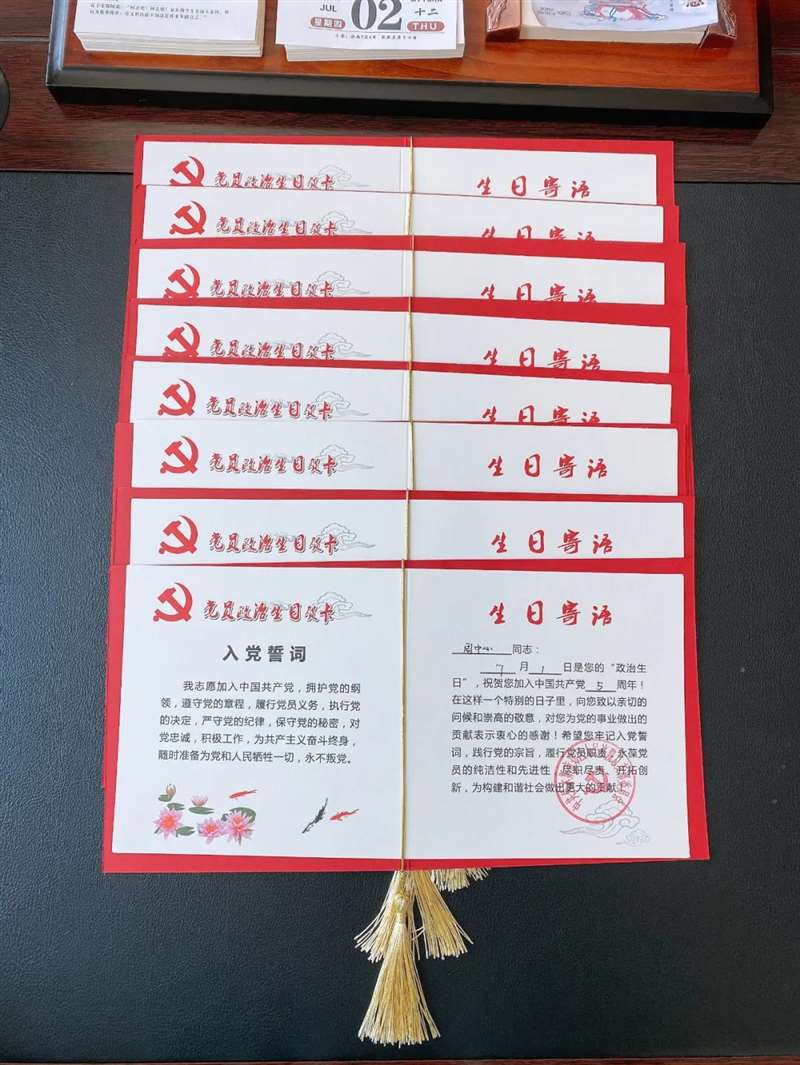 JUL
02
星期四
十二
THU
党员政治生日贺卡
生日寄语
党员政治生日贺卡
生日寄语
党员政治生日贺卡
生日寄语
党员政治生日贺卡
生日寄语
党员政治生日贺卡
生日寄语
党员政治生日贺卡
生日寄语
党员政治生日贺卡
生日寄语
党员政治生日贺卡
入党誓词
我志愿加入中国共产党，拥护党的纲
领，遵守党的章程，履行党员义务，执行党
的决定，严守党的纪律，保守党的秘密，对
党忠诚，积极工作，为共产主义奋斗终身，
随时准备为党和人民牺牲一切，永不叛党。
生日寄语
同志：
7月1日是您的“政治生
日”，祝贺您加入中国共产党5周年！
在这样一个特别的日子里，向您致以亲切的
问候和崇高的敬意，对您为党的事业做出的
贡献表示衷心的感谢！希望您牢记入党誓
词，践行党的宗旨，履行党员职责，永葆党
员的纯洁性和先进性，尽职尽责，开拓创
新，为构建和谐社会做出更大的贡献！